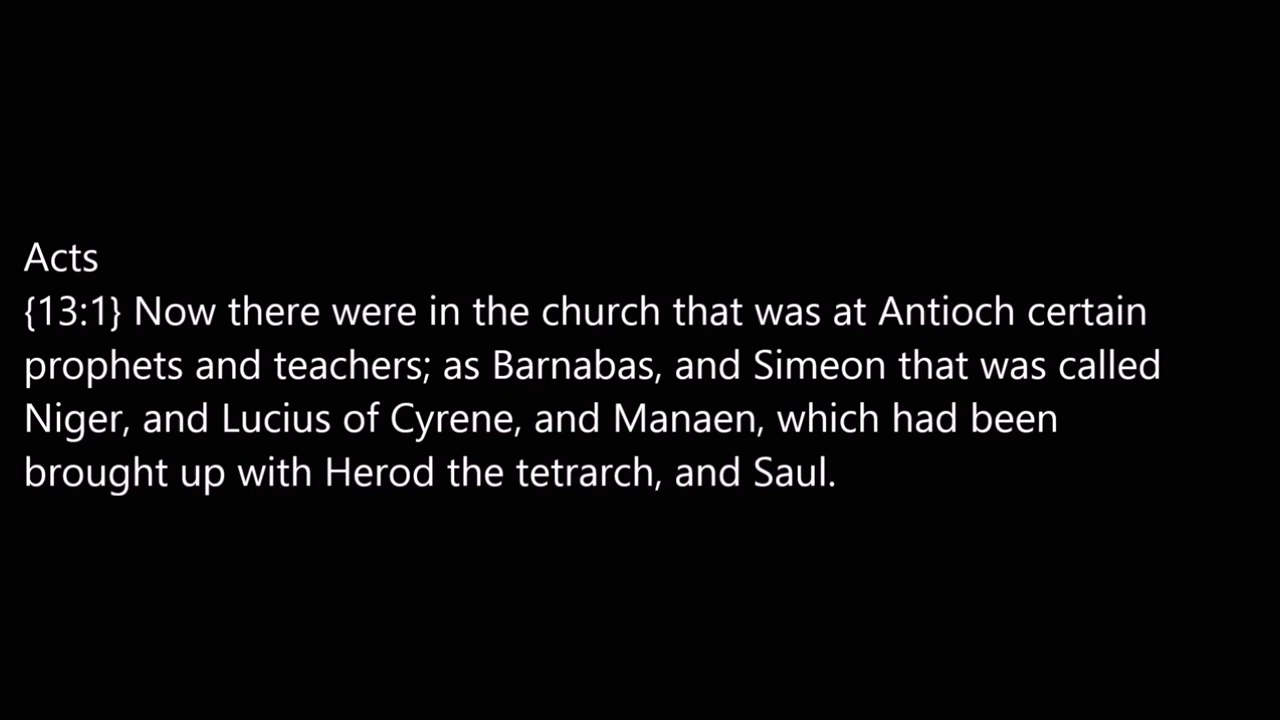 Acts
{13:1} Now there were in the church that was at Antioch certain
prophets and teachers; as Barnabas, and Simeon that was called
Niger, and Lucius of Cyrene, and Manaen, which had been
brought up with Herod the tetrarch, and Saul.